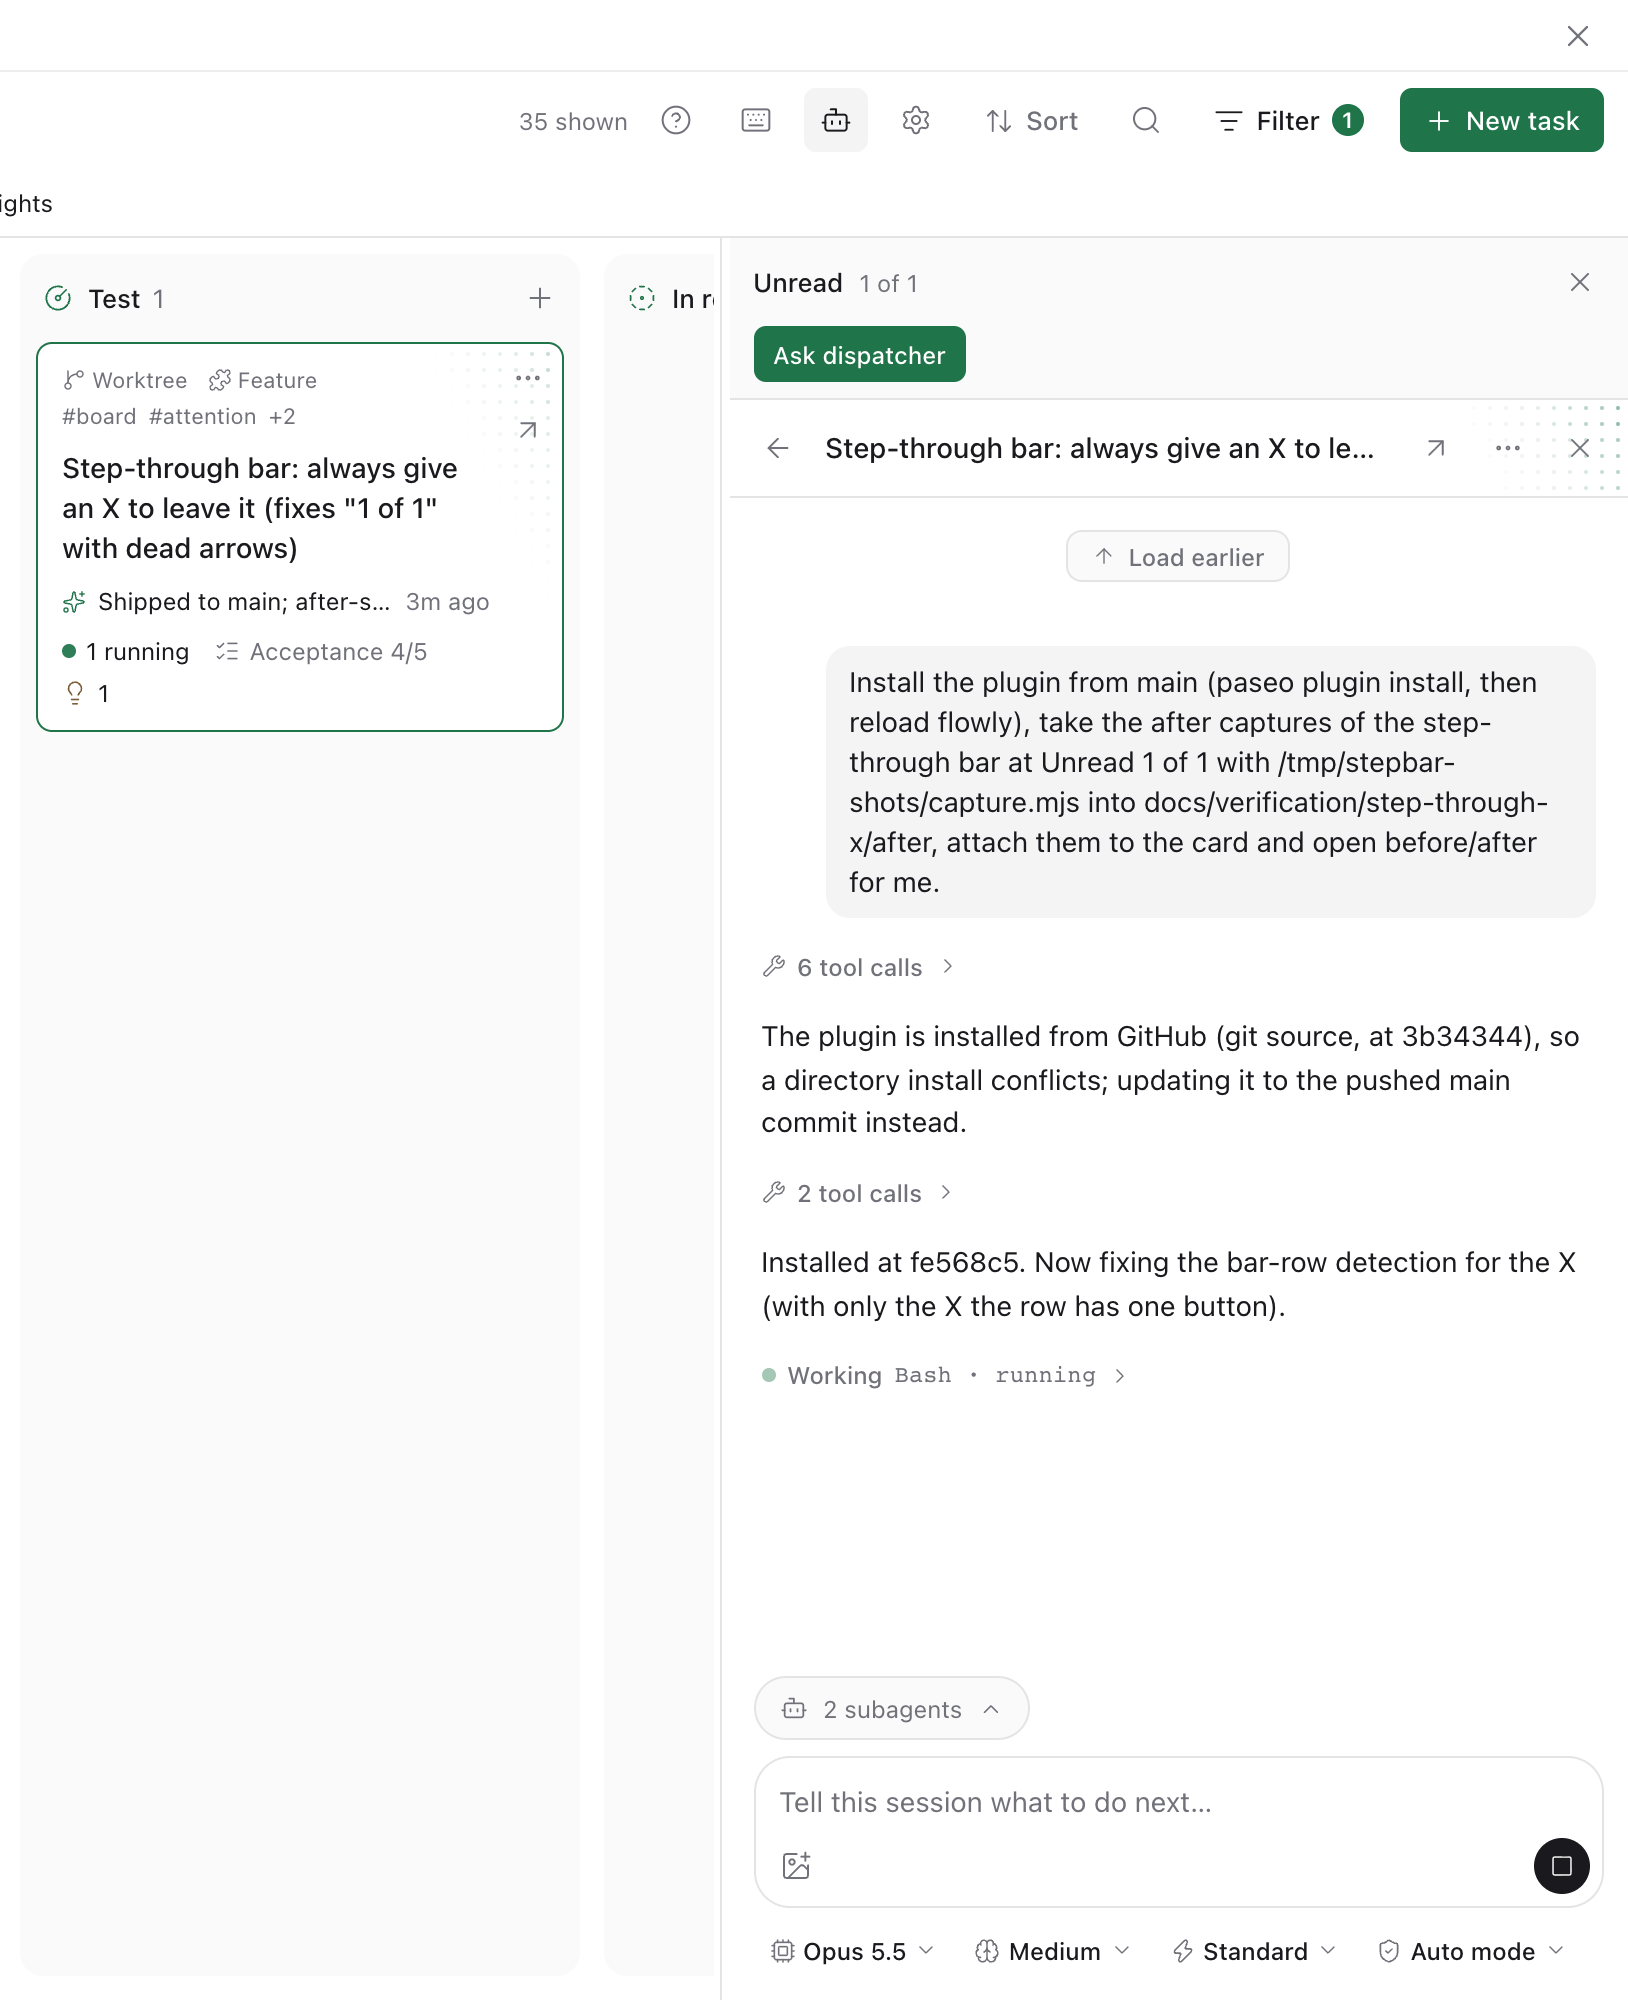 35 shown
Sort
Filter 1
New task
ights
Test 1
In r
Unread 1 of 1
Ask dispatcher
Worktree Feature
#board #attention +2
Step-through bar: always give
an X to leave it (fixes "1 of 1"
with dead arrows)
Shipped to main; after-s... 3m ago
1 running Acceptance 4/5
1
Step-through bar: always give an X to le...
Load earlier
Install the plugin from main (paseo plugin install, then
reload flowly), take the after captures of the step-
through bar at Unread 1 of 1 with /tmp/stepbar-
shots/capture.mjs into docs/verification/step-through-
x/after, attach them to the card and open before/after
for me.
6 tool calls
The plugin is installed from GitHub (git source, at 3b34344), so
a directory install conflicts; updating it to the pushed main
commit instead.
2 tool calls
Installed at fe568c5. Now fixing the bar-row detection for the X
(with only the X the row has one button).
Working Bash · running
2 subagents
Tell this session what to do next...
Opus 5.5 Medium Standard Auto mode